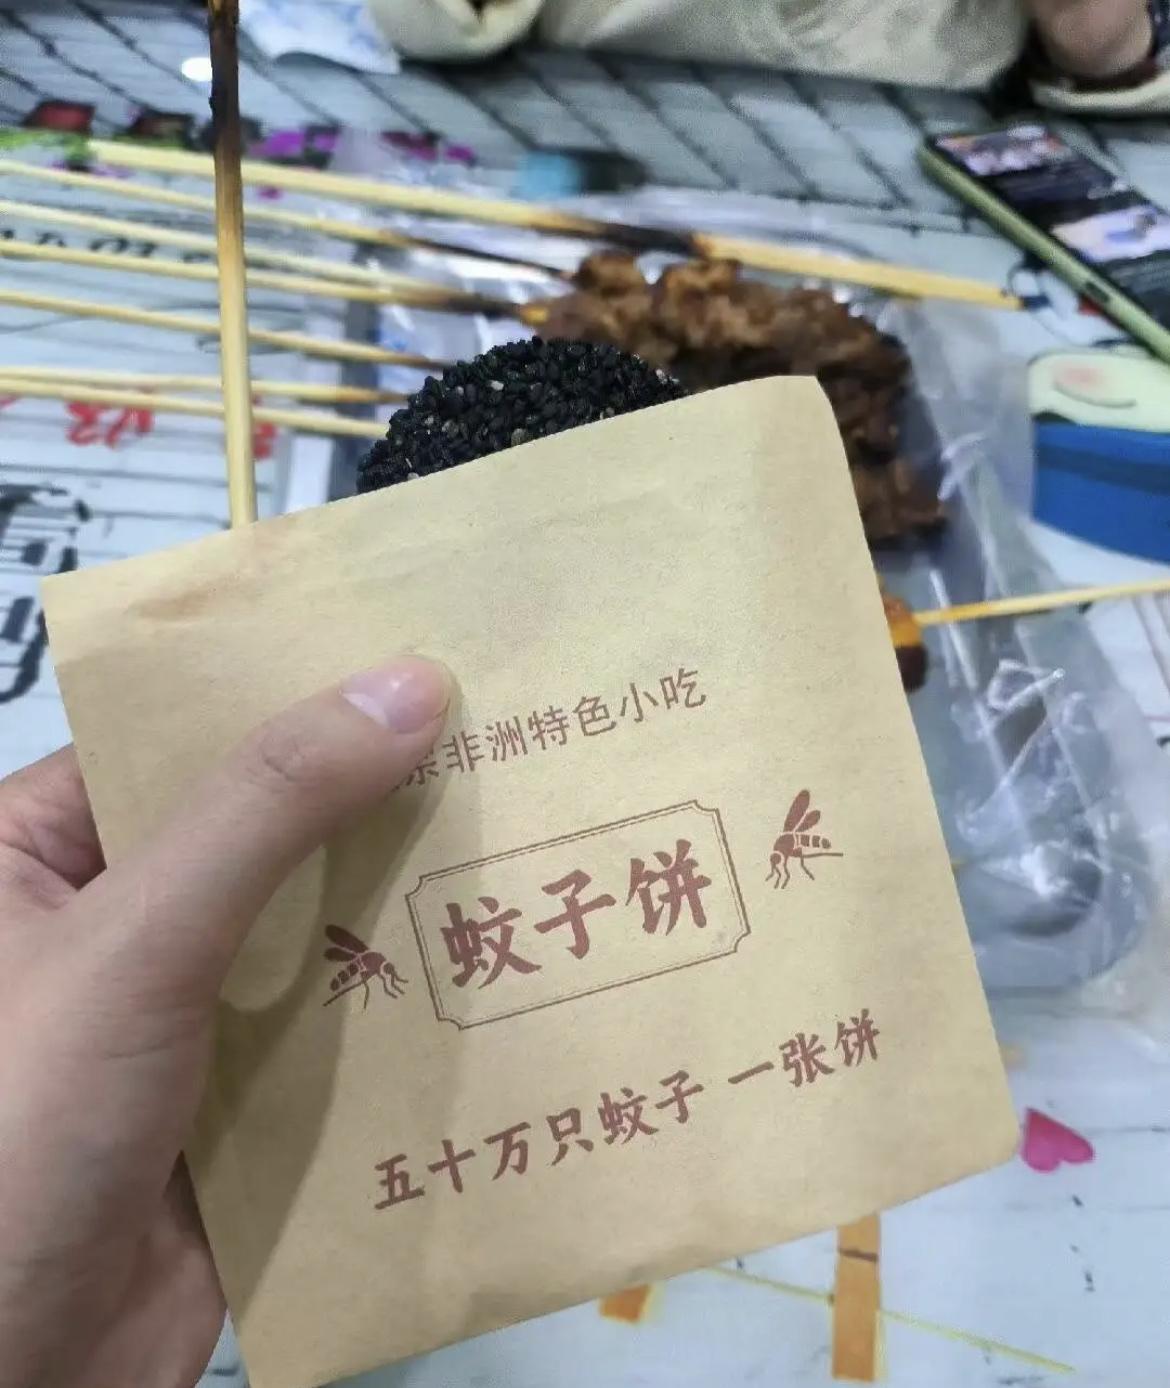 非洲特色小吃
蚊子饼
五十万只蚊子 一张饼